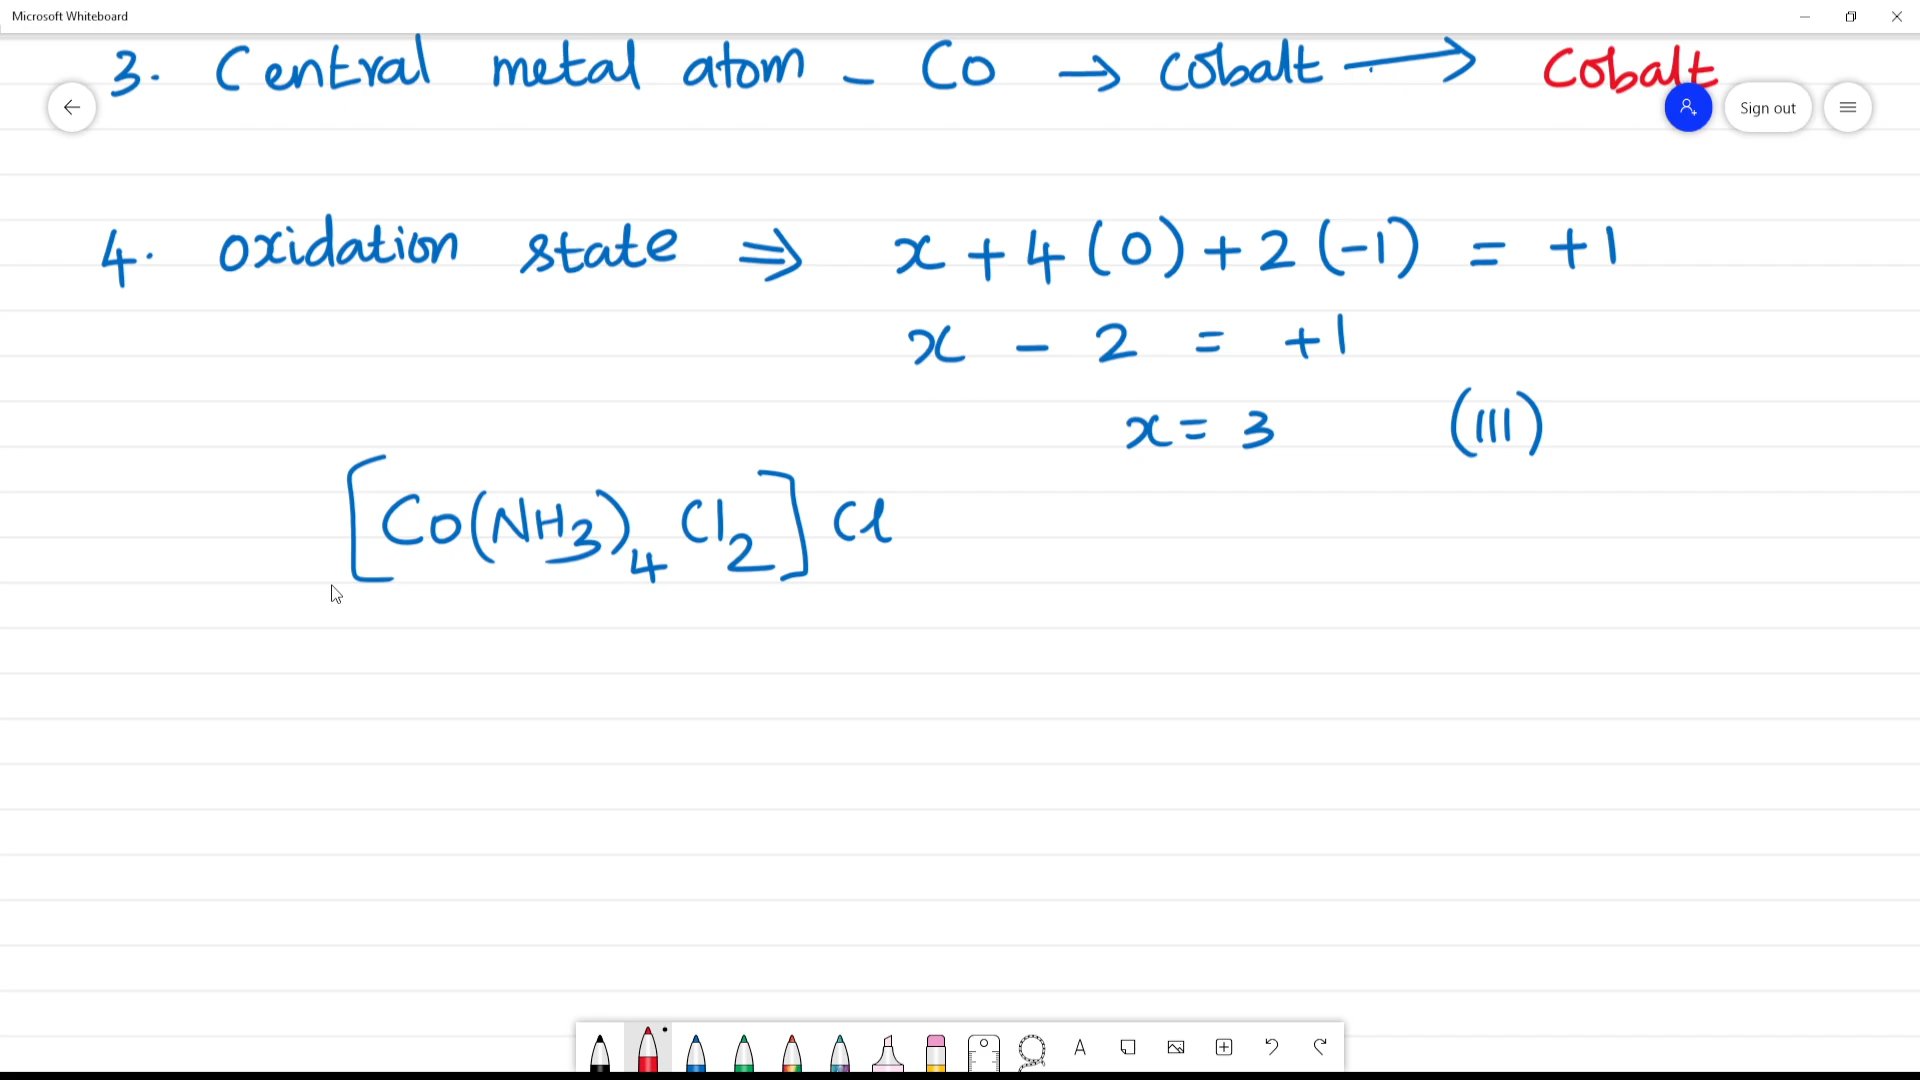 Microsoft Whiteboard
3. Central metal atom - Co → Cobalt ⟶ Cobalt
Sign out
4. oxidation state ⇒ x + 4 (0) + 2 (-1) = +1
x - 2 = +1
x = 3 (III)
[Co(NH3)4 Cl2] Cl
A